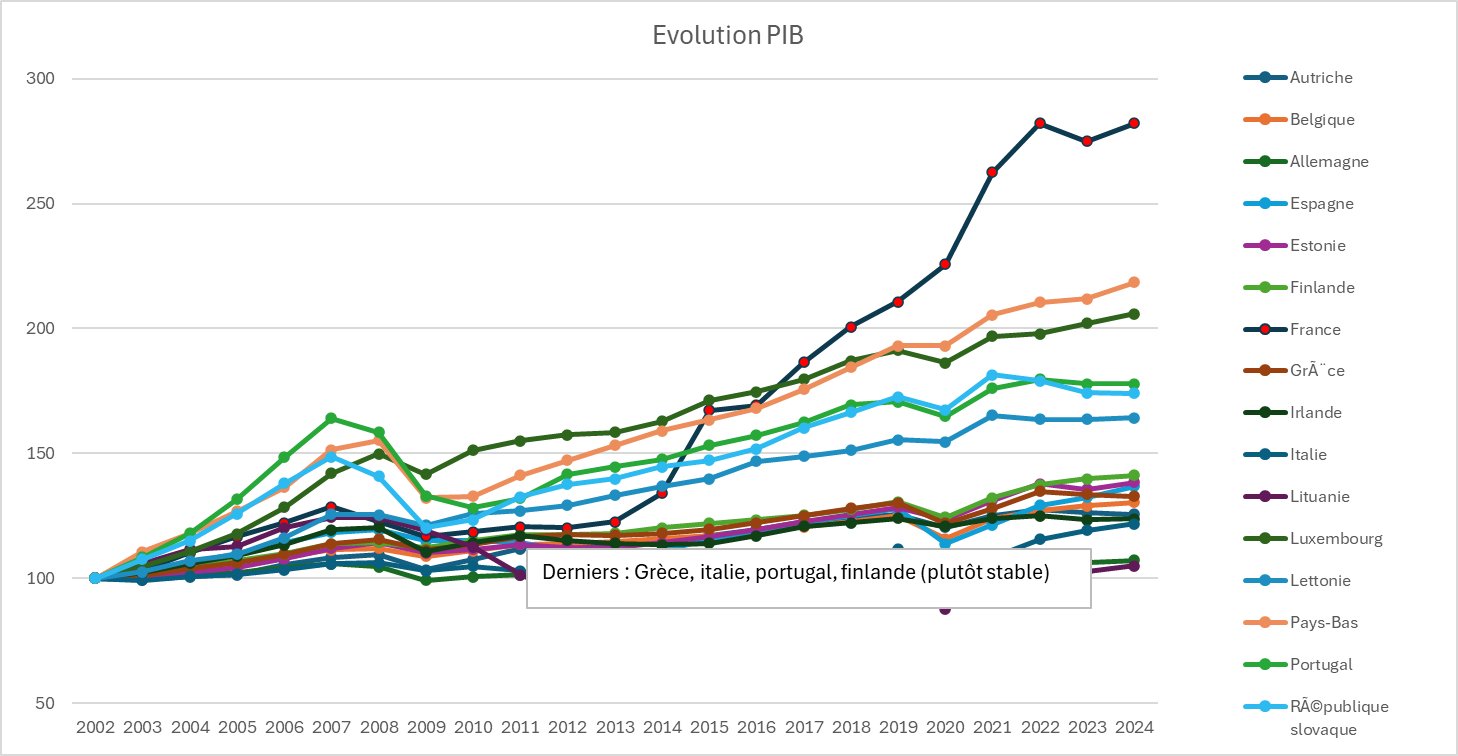 Evolution PIB
300
250
200
150
100
50
2002 2003 2004 2005 2006 2007 2008 2009 2010 2011 2012 2013 2014 2015 2016 2017 2018 2019 2020 2021 2022 2023 2024
Derniers : Grèce, italie, portugal, finlande (plutôt stable)
Autriche
Belgique
Allemagne
Espagne
Estonie
Finlande
France
GrÃ¨ce
Irlande
Italie
Lituanie
Luxembourg
Lettonie
Pays-Bas
Portugal
RÃ©publique
slovaque